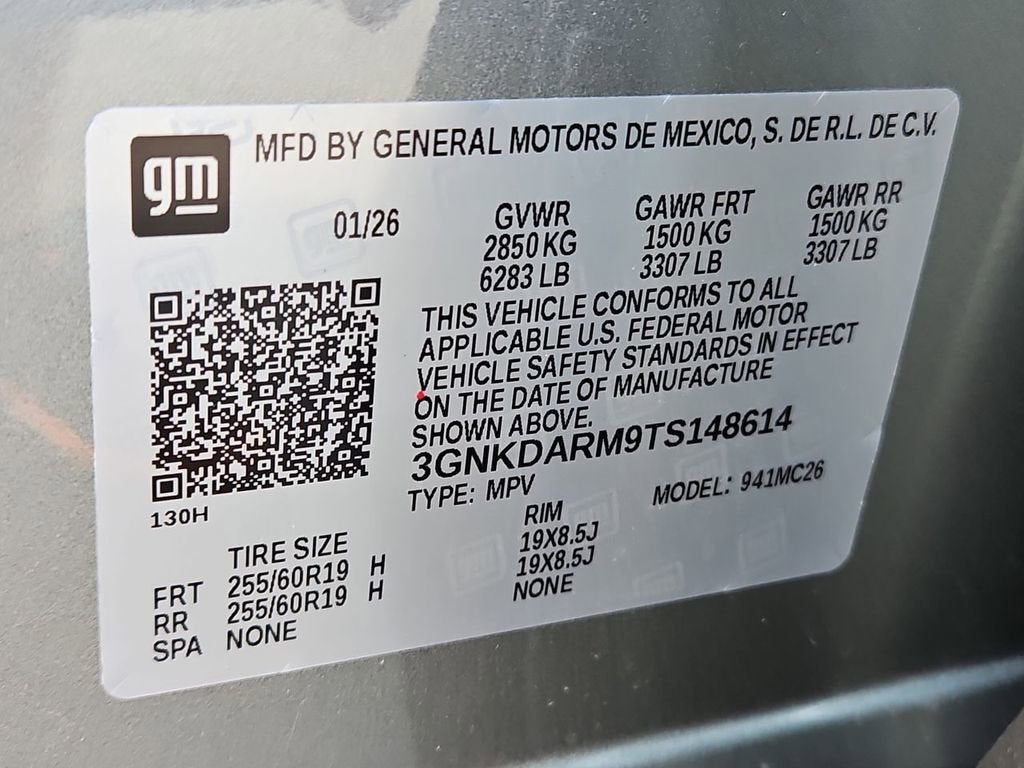 gm
MFD BY GENERAL MOTORS DE MEXICO, S. DE R.L. DE C.V.
01/26
GVWR GAWR FRT GAWR RR
2850 KG 1500 KG 1500 KG
6283 LB 3307 LB 3307 LB
THIS VEHICLE CONFORMS TO ALL
APPLICABLE U.S. FEDERAL MOTOR
VEHICLE SAFETY STANDARDS IN EFFECT
ON THE DATE OF MANUFACTURE
SHOWN ABOVE.
3GNKDARM9TS148614
TYPE: MPV MODEL: 941MC26
130H
TIRE SIZE RIM
FRT 255/60R19 H 19X8.5J
RR 255/60R19 H 19X8.5J
SPA NONE NONE